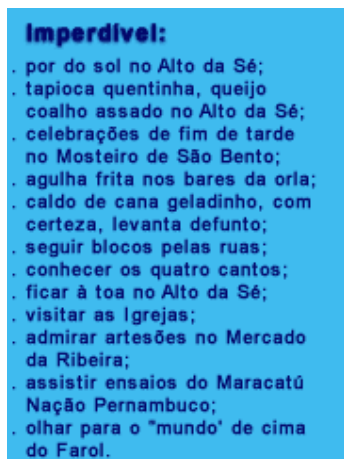 Imperdível:
. por do sol no Alto da Sé;
. tapioca quentinha, queijo
coalho assado no Alto da Sé;
. celebrações de fim de tarde
no Mosteiro de São Bento;
. agulha frita nos bares da orla;
. caldo de cana geladinho, com
certeza, levanta defunto;
. seguir blocos pelas ruas;
. conhecer os quatro cantos;
. ficar à toa no Alto da Sé;
. visitar as Igrejas;
. admirar artesões no Mercado
da Ribeira;
. assistir ensaios do Maracatú
Nação Pernambuco;
. olhar para o "mundo' de cima
do Farol.